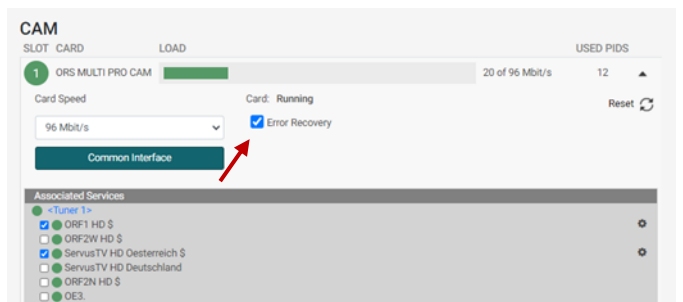 CAM
SLOT CARD LOAD USED PIDS
1 ORS MULTI PRO CAM 20 of 96 Mbit/s 12
Card Speed Card: Running Reset
96 Mbit/s Error Recovery
Common Interface
Associated Services
<Tuner 1>
ORF1 HD $
ORF2W HD $
ServusTV HD Oesterreich $
ServusTV HD Deutschland
ORF2N HD $
OE3.